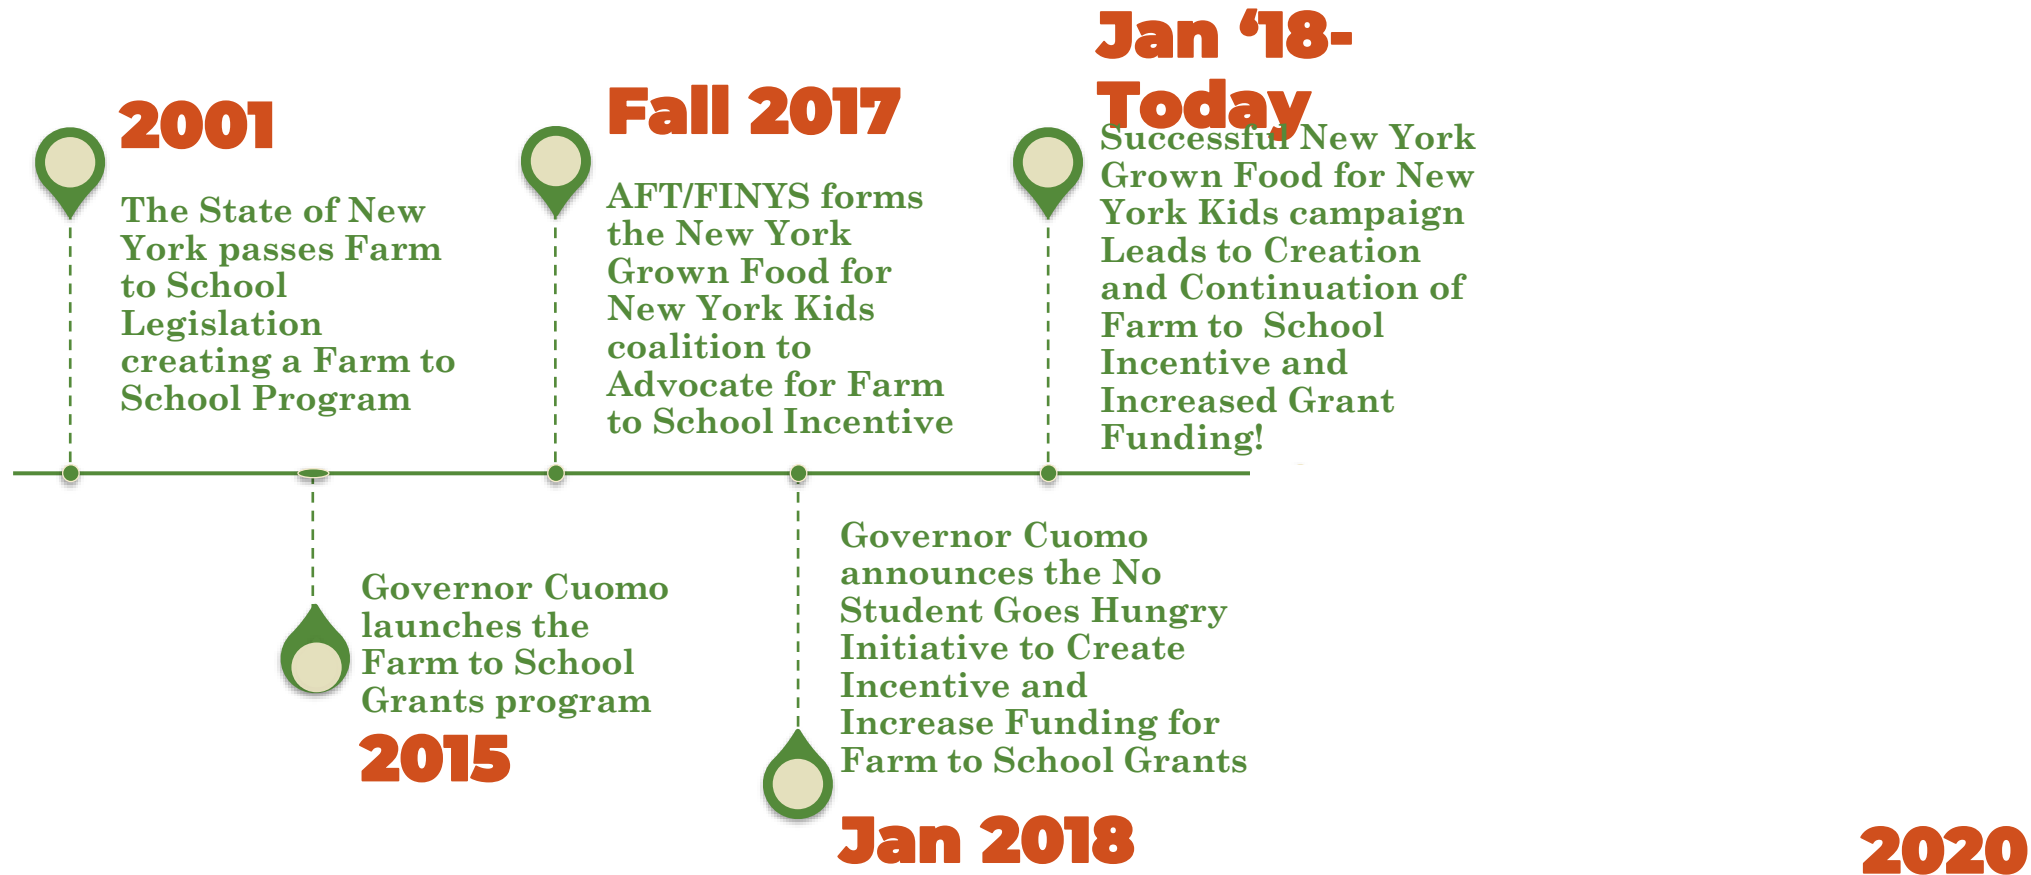 2001
The State of New
York passes Farm
to School
Legislation
creating a Farm to
School Program
Governor Cuomo
launches the
Farm to School
Grants program
2015
Fall 2017
AFT/FINYS forms
the New York
Grown Food for
New York Kids
coalition to
Advocate for Farm
to School Incentive
Governor Cuomo
announces the No
Student Goes Hungry
Initiative to Create
Incentive and
Increase Funding for
Farm to School Grants
Jan 2018
Jan ‘18-
Today
Successful New York
Grown Food for New
York Kids campaign
Leads to Creation
and Continuation of
Farm to  School
Incentive and
Increased Grant
Funding!
2020